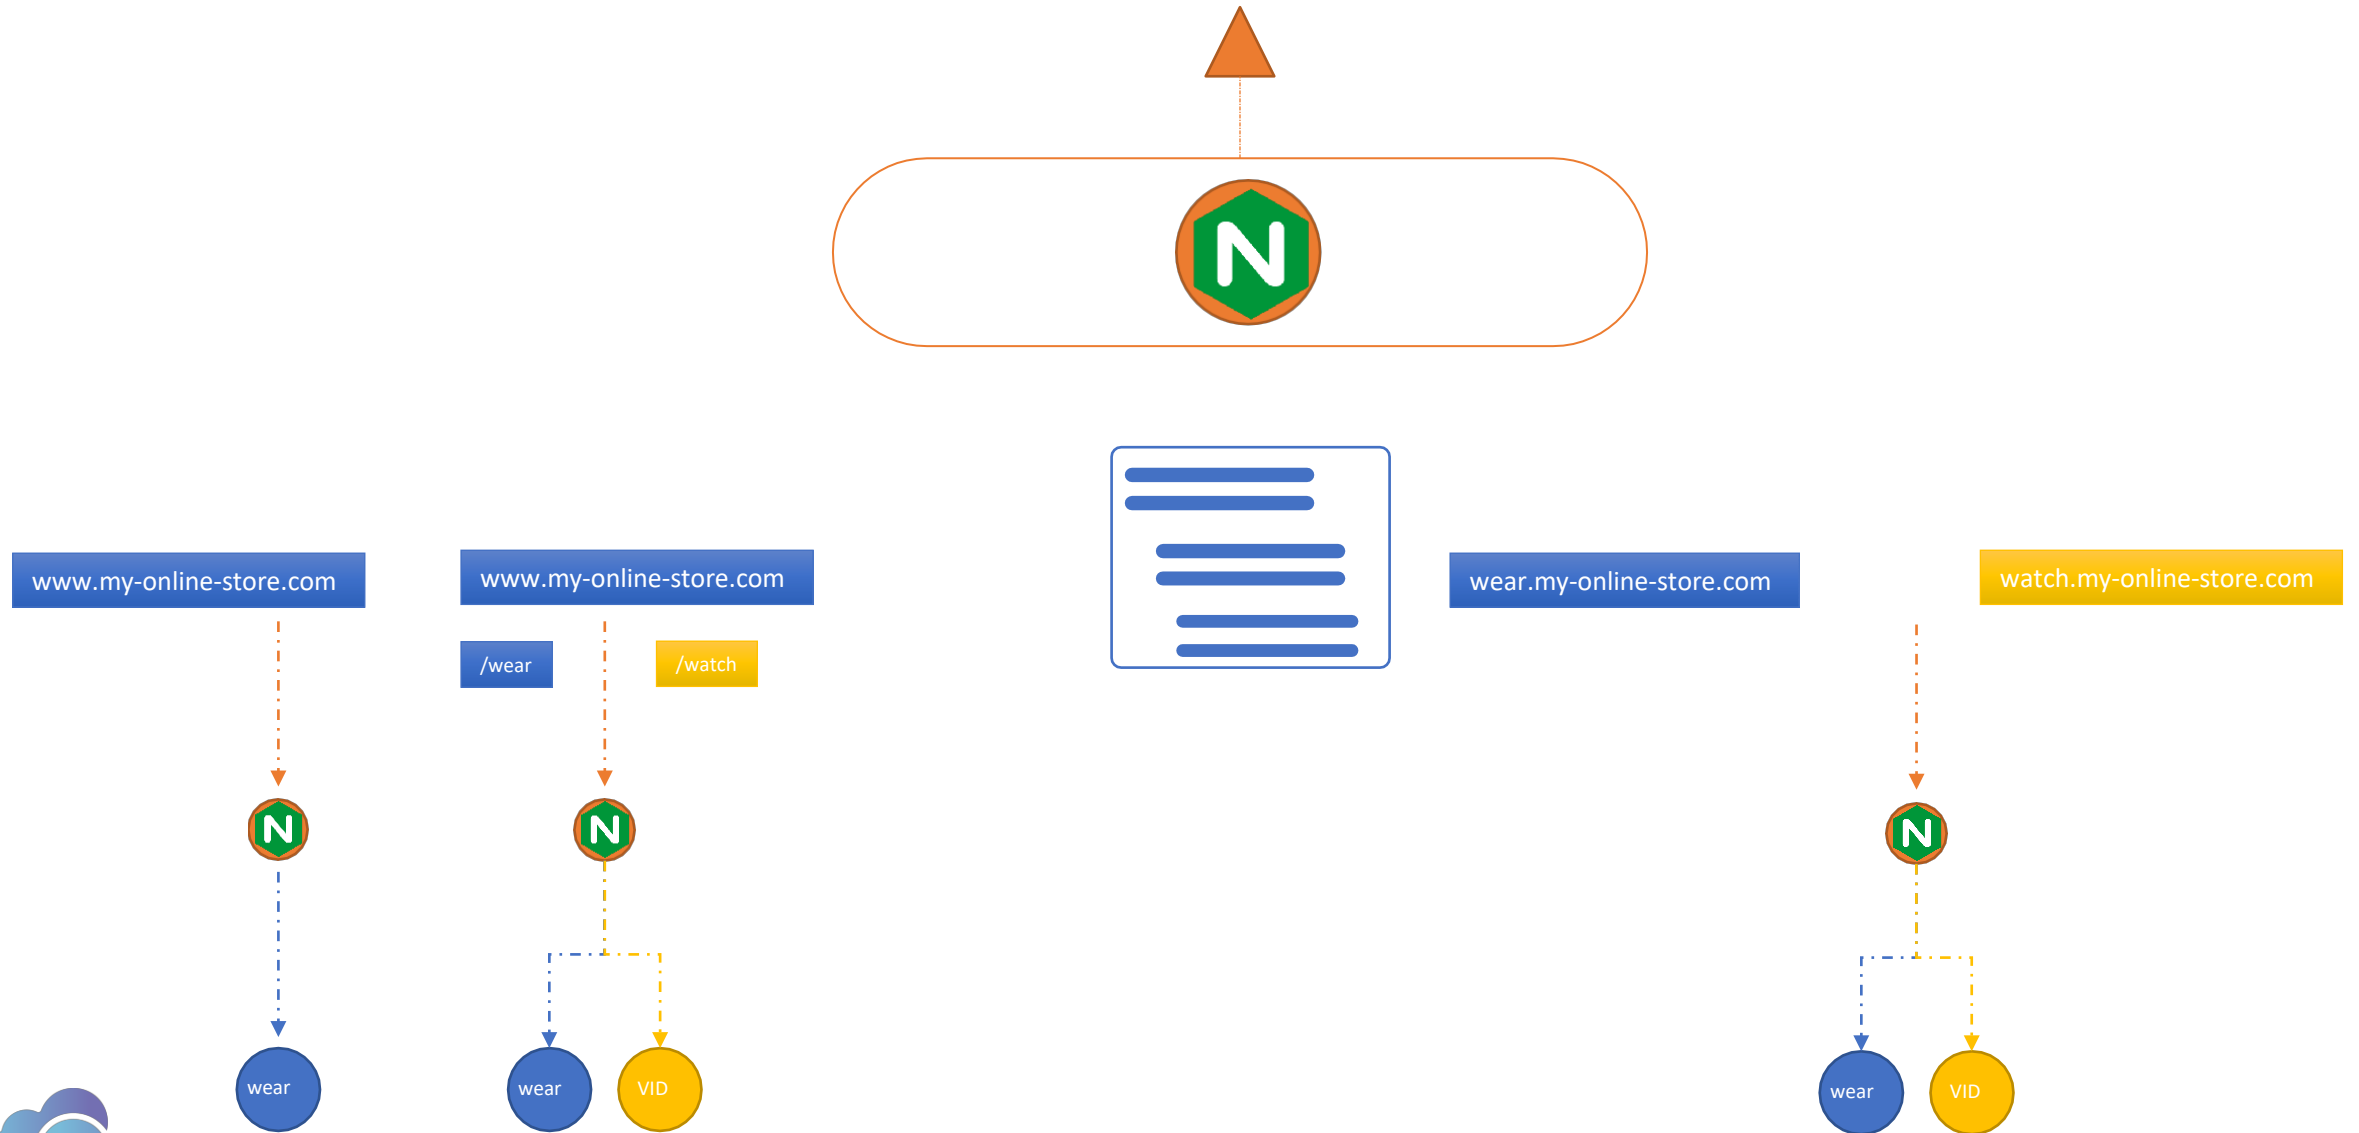 N
www.my-online-store.com
www.my-online-store.com
wear.my-online-store.com
watch.my-online-store.com
/wear
/watch
N
N
N
wear
wear
VID
wear
VID